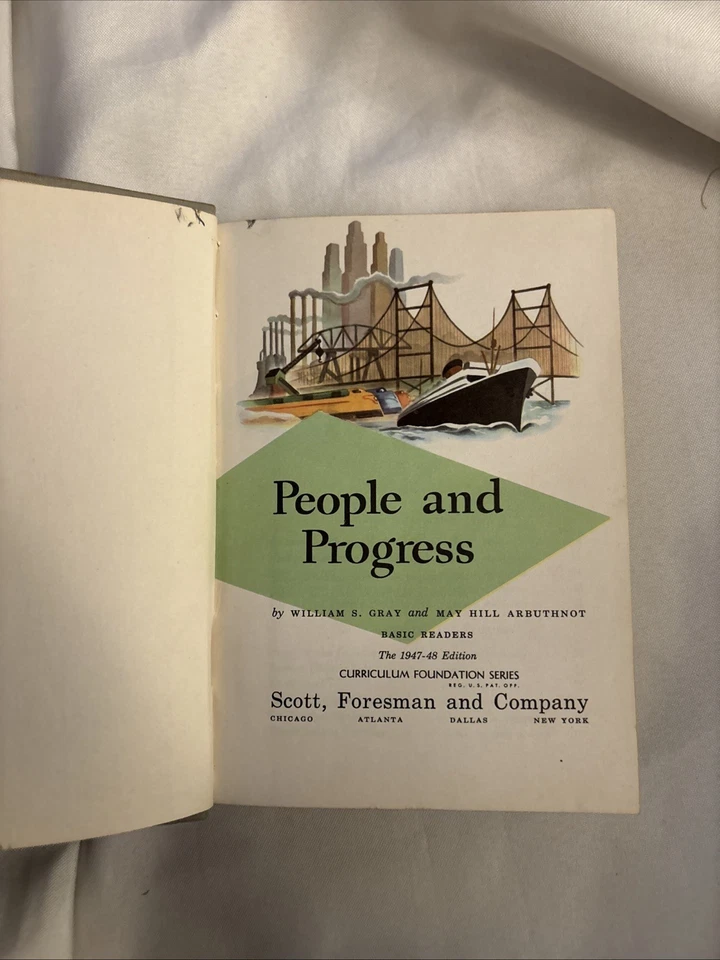 People and
Progress
by WILLIAM S. GRAY and MAY HILL ARBUTHNOT
BASIC READERS
The 1947-48 Edition
CURRICULUM FOUNDATION SERIES
REG. U. S. PAT. OFF.
Scott, Foresman and Company
CHICAGO ATLANTA DALLAS NEW YORK